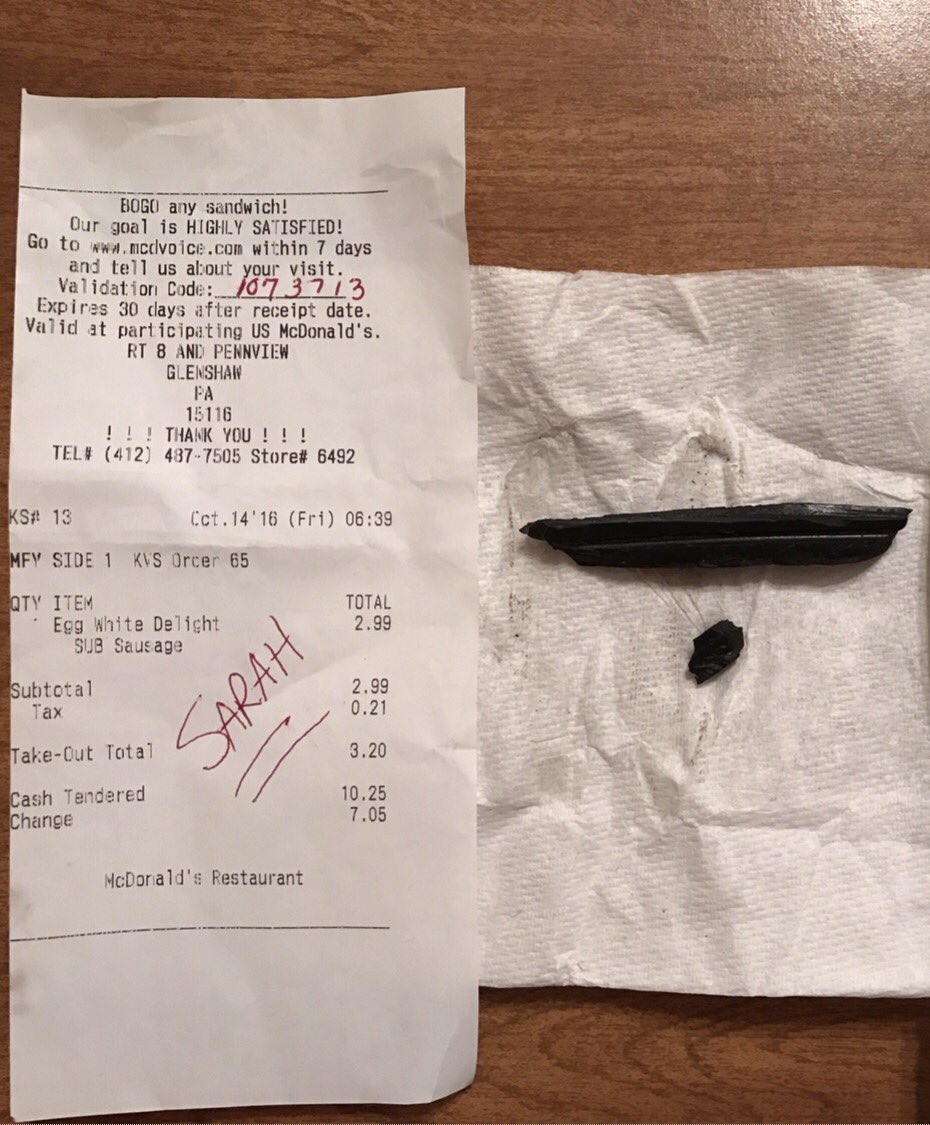 BOGO any sandwich!
Our goal is HIGHLY SATISFIED!
Go to www.mcdvoice.com within 7 days
and tell us about your visit.
Validation Code: 1073713
Expires 30 days after receipt date.
Valid at participating US McDonald's.
RT 8 AND PENNVIEW
GLENSHAW
PA
15116
! ! ! THANK YOU ! ! !
TEL# (412) 487-7505 Store# 6492
KS# 13 Oct.14'16 (Fri) 06:39
MFY SIDE 1 KVS Order 65
QTY ITEM TOTAL
Egg White Delight 2.99
SUB Sausage
SARAH
Subtotal 2.99
Tax 0.21
Take-Out Total 3.20
Cash Tendered 10.25
Change 7.05
McDonald's Restaurant